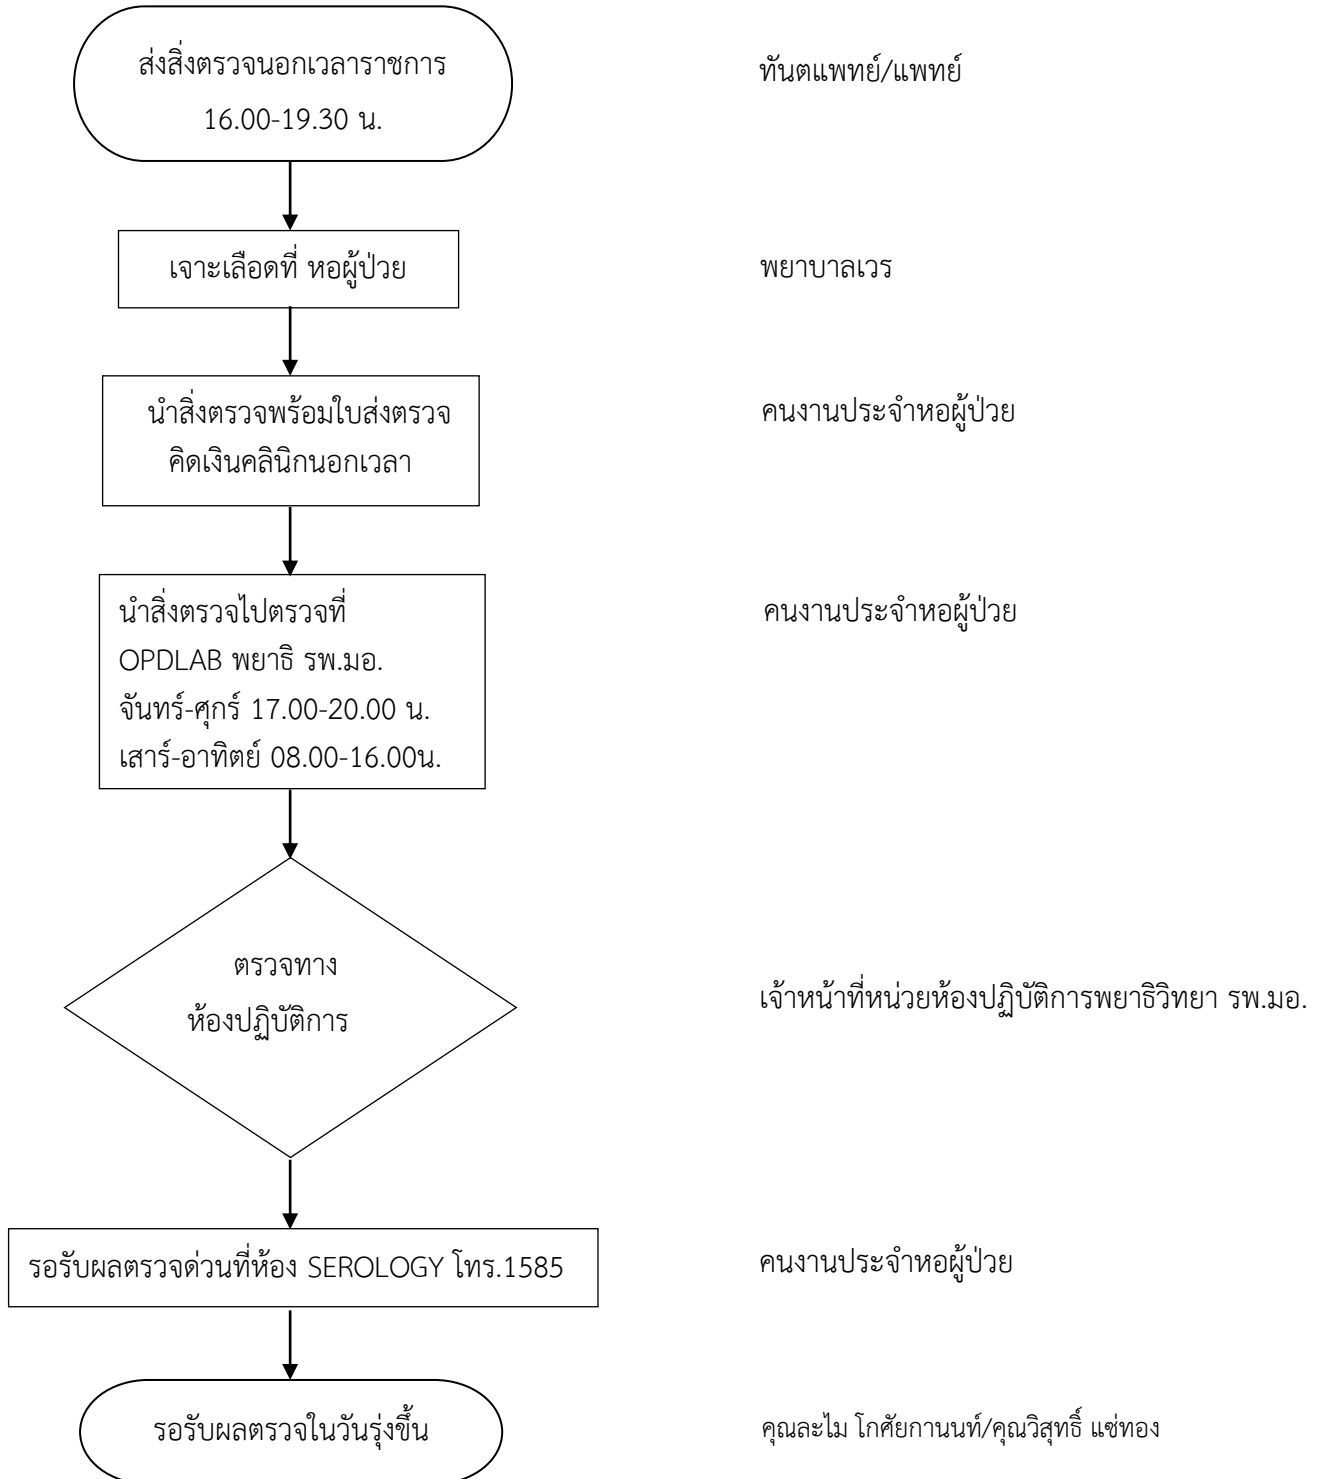 ส่งสิ่งตรวจนอกเวลาราชการ
16.00-19.30 น.
ทันตแพทย์/แพทย์
เจาะเลือดที่ หอผู้ป่วย
พยาบาลเวร
นำสิ่งตรวจพร้อมใบส่งตรวจ
คิดเงินคลินิกนอกเวลา
คนงานประจำหอผู้ป่วย
นำสิ่งตรวจไปตรวจที่
OPDLAB พยาธิ รพ.มอ.
จันทร์-ศุกร์ 17.00-20.00 น.
เสาร์-อาทิตย์ 08.00-16.00น.
คนงานประจำหอผู้ป่วย
ตรวจทาง
ห้องปฏิบัติการ
เจ้าหน้าที่หน่วยห้องปฏิบัติการพยาธิวิทยา รพ.มอ.
รอรับผลตรวจด่วนที่ห้อง SEROLOGY โทร.1585
คนงานประจำหอผู้ป่วย
รอรับผลตรวจในวันรุ่งขึ้น
คุณละไม โกศัยกานนท์/คุณวิสุทธิ์ แซ่ทอง